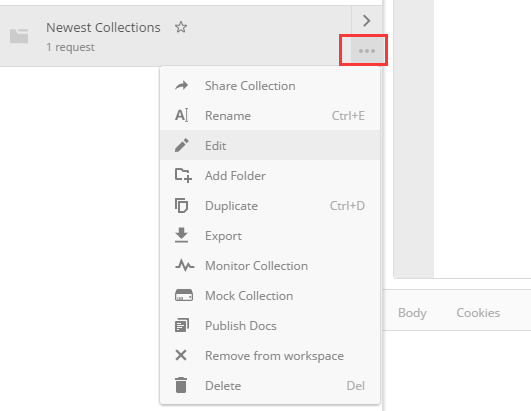 Newest Collections
1 request
Share Collection
Rename Ctrl+E
Edit
Add Folder
Duplicate Ctrl+D
Export
Monitor Collection
Mock Collection
Publish Docs
Remove from workspace
Delete Del
Body Cookies